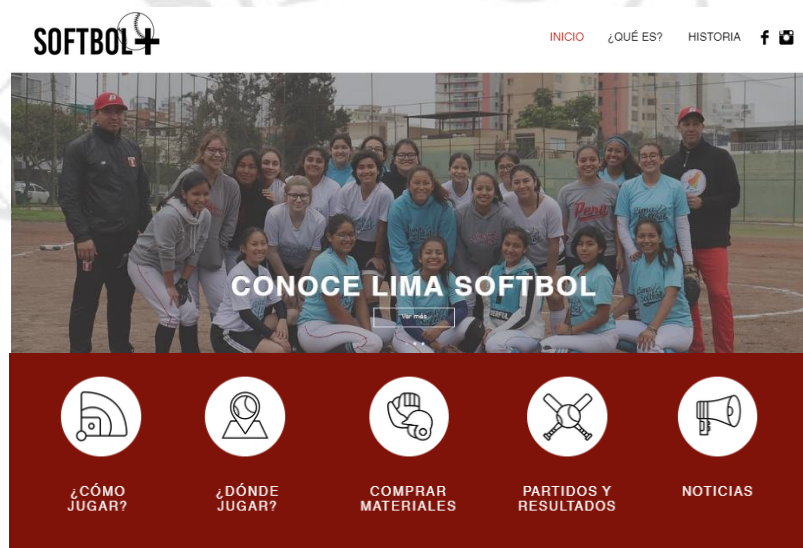 SOFTBOL+
INICIO ¿QUÉ ES? HISTORIA
Perú
CONOCE LIMA SOFTBOL
Ver más
¿CÓMO
JUGAR?
¿DÓNDE
JUGAR?
COMPRAR
MATERIALES
PARTIDOS Y
RESULTADOS
NOTICIAS